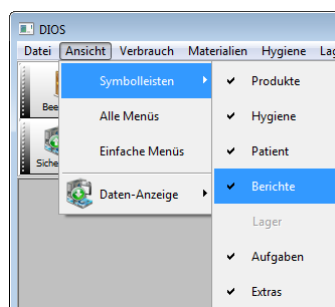 DIOS
Datei Ansicht Verbrauch Materialien Hygiene
Symbolleisten
Alle Menüs
Einfache Menüs
Daten-Anzeige
Produkte
Hygiene
Patient
Berichte
Lager
Aufgaben
Extras